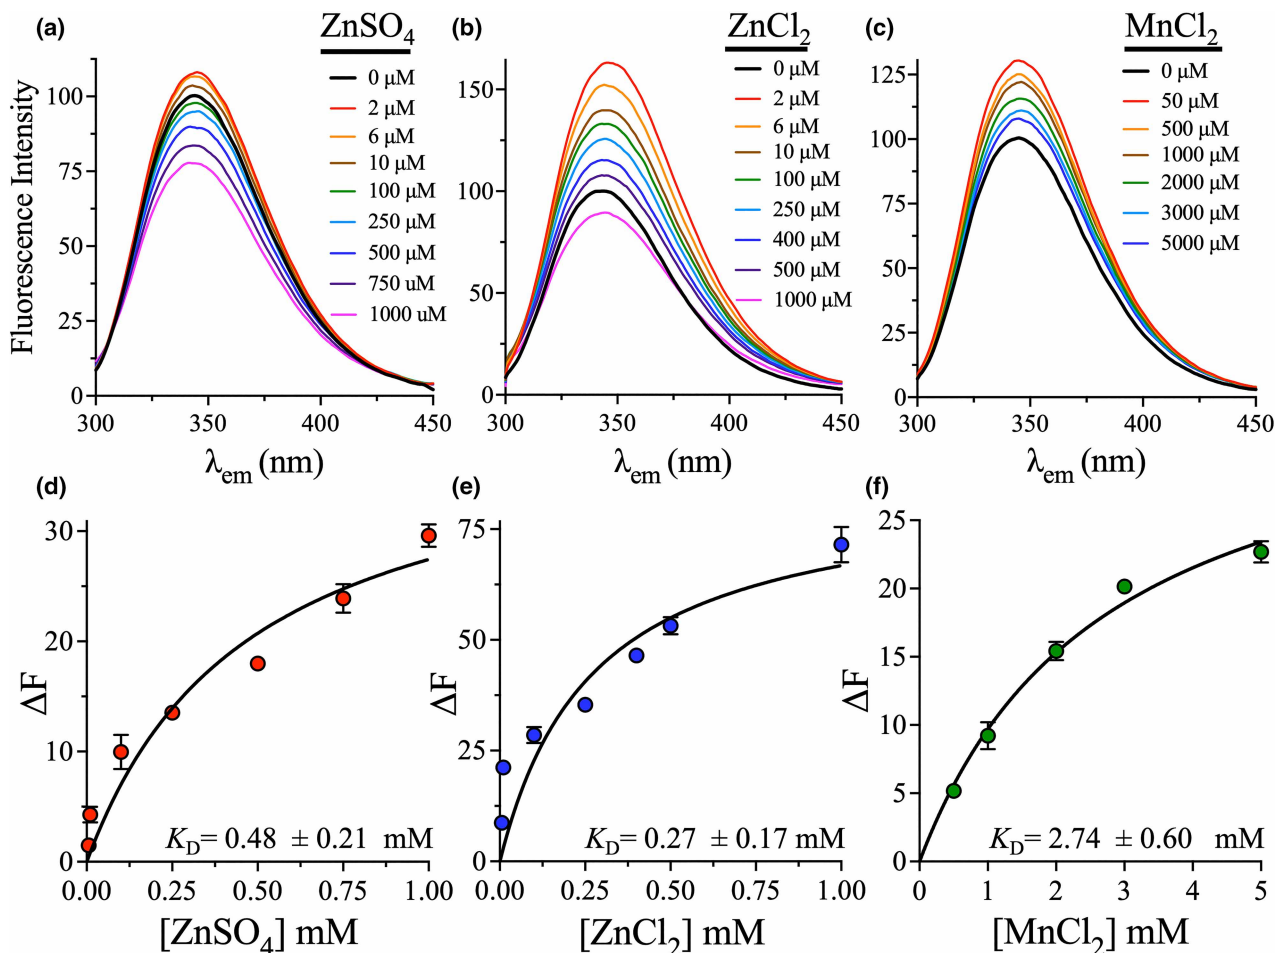 (a) ZnSO4
0 µM
2 µM
6 µM
10 µM
100 µM
250 µM
500 µM
750 uM
1000 uM
Fluorescence Intensity
100
75
50
25
0
300 350 400 450
λem (nm)
(b) ZnCl2
0 µM
2 µM
6 µM
10 µM
100 µM
250 µM
400 µM
500 µM
1000 µM
150
100
50
0
300 350 400 450
λem (nm)
(c) MnCl2
0 µM
50 µM
500 µM
1000 µM
2000 µM
3000 µM
5000 µM
125
100
75
50
25
0
300 350 400 450
λem (nm)
(d)
ΔF
30
20
10
0
KD= 0.48 ± 0.21 mM
0.00 0.25 0.50 0.75 1.00
[ZnSO4] mM
(e)
ΔF
75
50
25
0
KD= 0.27 ± 0.17 mM
0.00 0.25 0.50 0.75 1.00
[ZnCl2] mM
(f)
ΔF
25
20
15
10
5
0
KD= 2.74 ± 0.60 mM
0 1 2 3 4 5
[MnCl2] mM